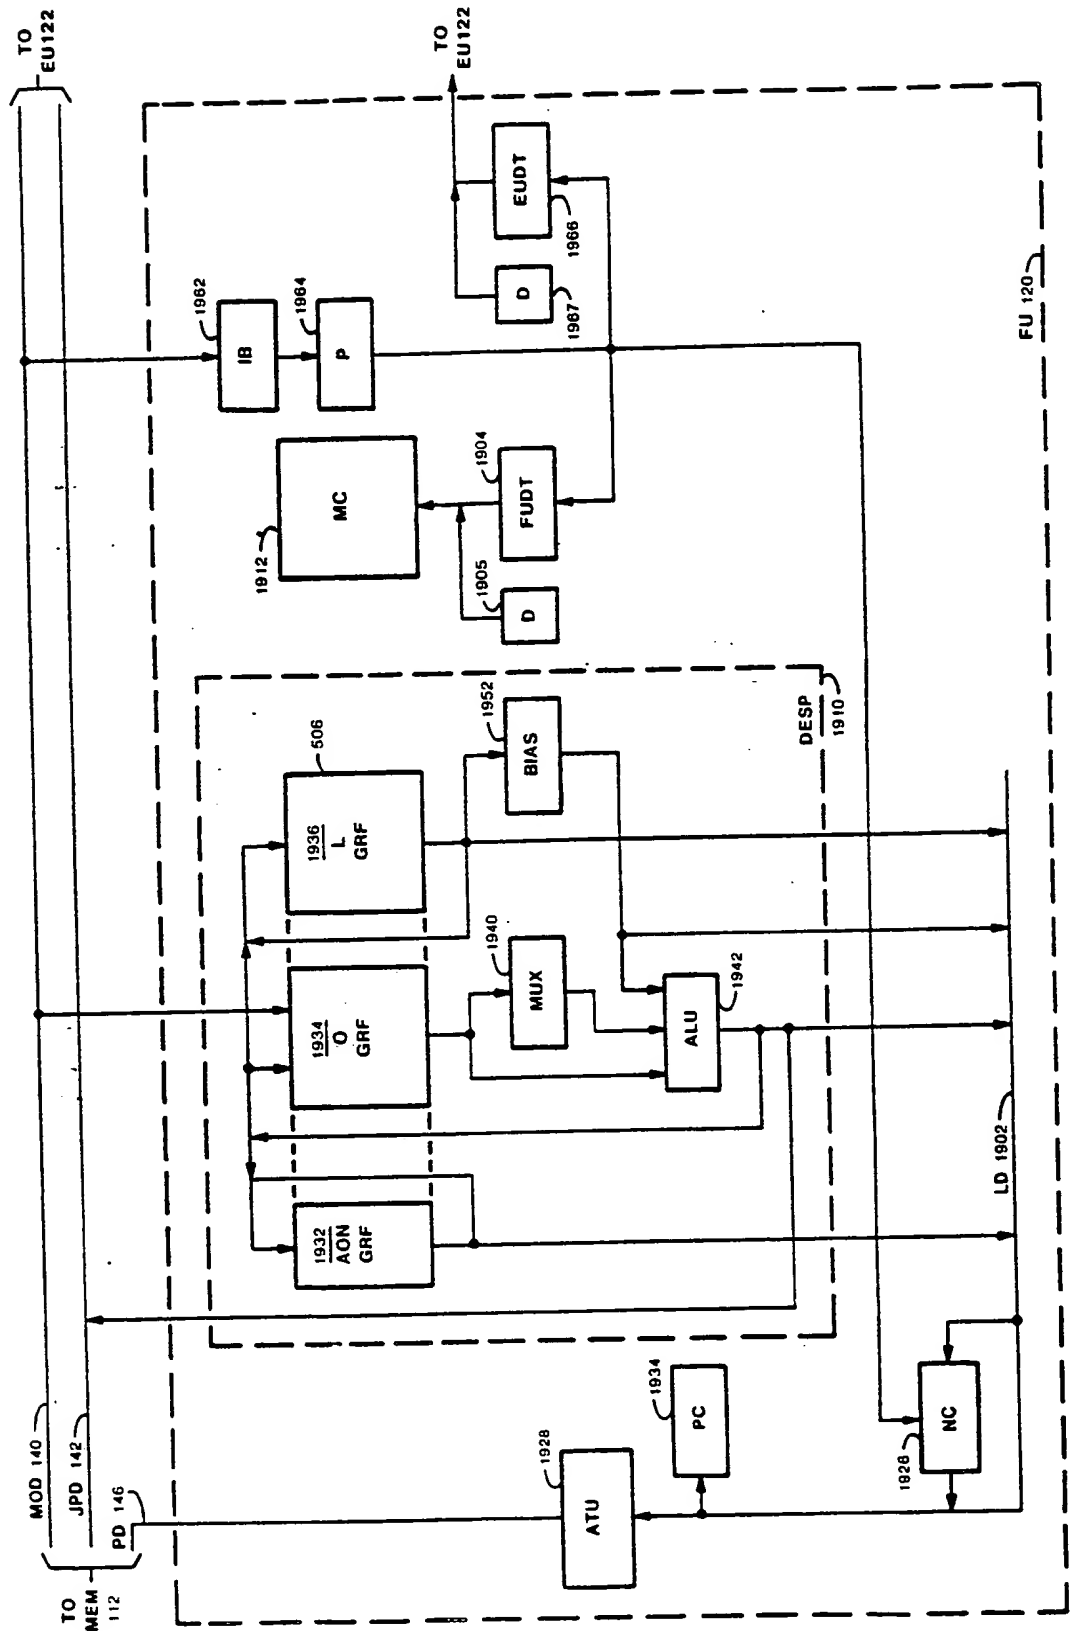 TO
EU122
TO
EU122
MOD 140
JPD 142
PD 146
TO
MEM
112
1962
IB
1964
P
EUDT
1966
D
1967
1912
MC
1904
FUDT
1905
D
FU 120
506
1936
L
GRF
1952
BIAS
DESP
1910
1934
O
GRF
1940
MUX
1942
ALU
1932
AON
GRF
LD 1902
1928
ATU
1934
PC
NC
1926